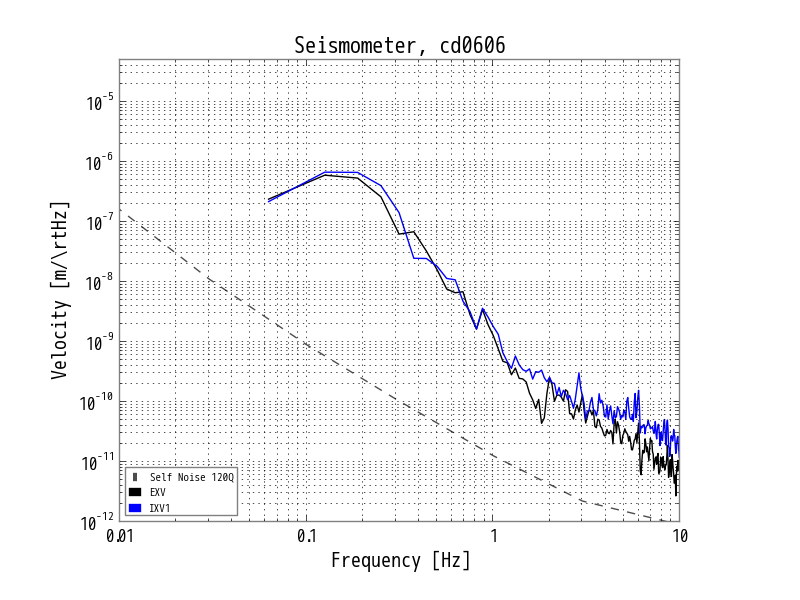 Seismometer, cd0606
10^-5
10^-6
10^-7
10^-8
10^-9
10^-10
10^-11
10^-12
Velocity [m/\rtHz]
Self Noise 120Q
EXV
IXV1
0.01 0.1 1 10
Frequency [Hz]